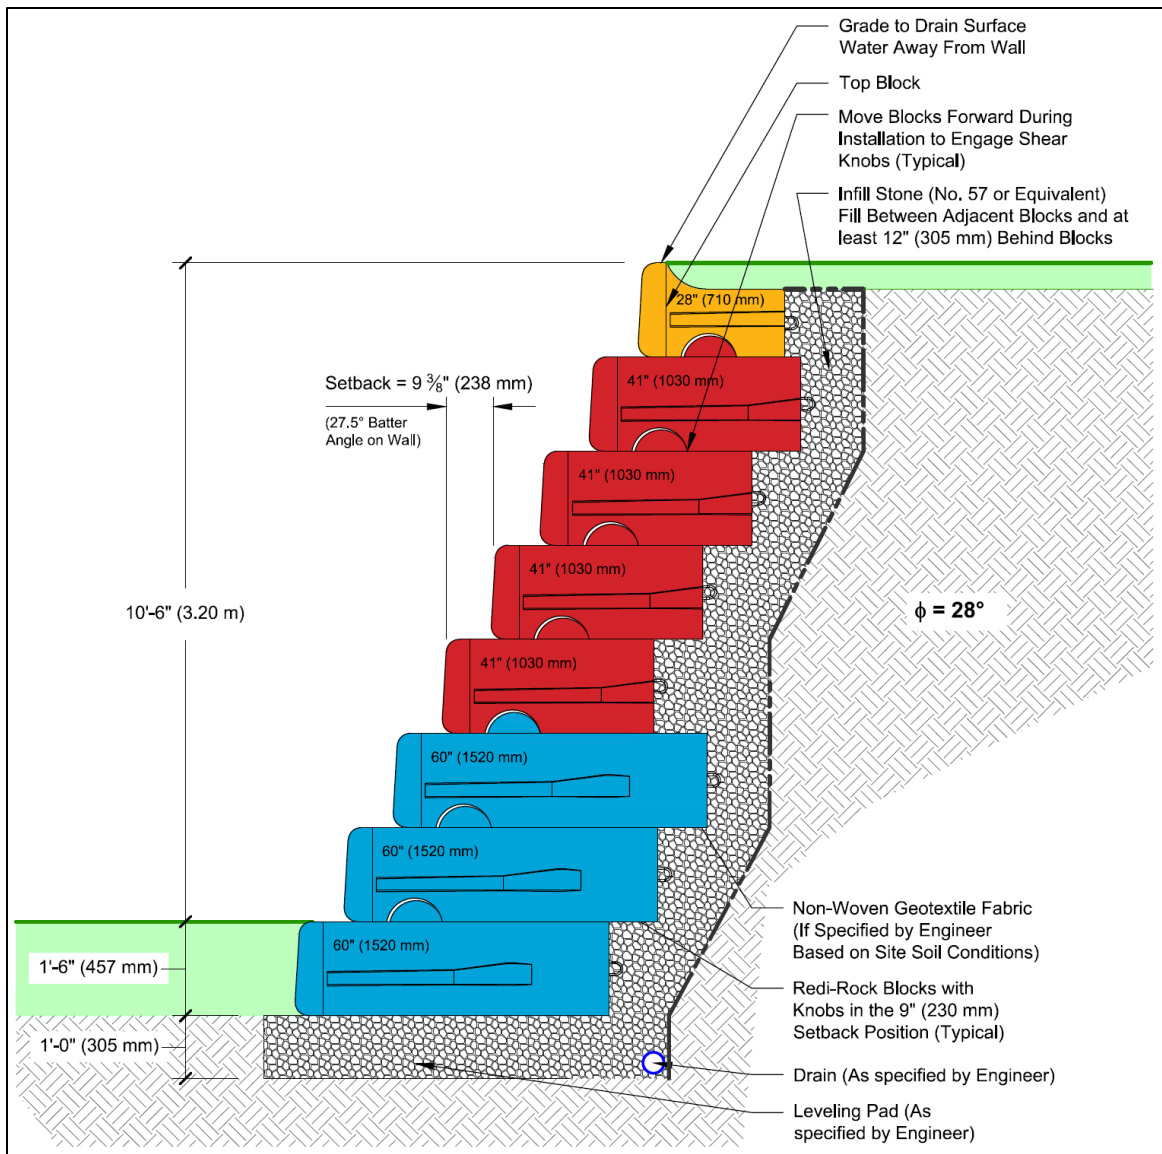 Grade to Drain Surface
Water Away From Wall
Top Block
Move Blocks Forward During
Installation to Engage Shear
Knobs (Typical)
Infill Stone (No. 57 or Equivalent)
Fill Between Adjacent Blocks and at
least 12" (305 mm) Behind Blocks
28" (710 mm)
41" (1030 mm)
Setback = 9 3⁄8" (238 mm)
(27.5° Batter
Angle on Wall)
41" (1030 mm)
41" (1030 mm)
10'-6" (3.20 m)
ϕ = 28°
41" (1030 mm)
60" (1520 mm)
60" (1520 mm)
60" (1520 mm)
Non-Woven Geotextile Fabric
(If Specified by Engineer
Based on Site Soil Conditions)
1'-6" (457 mm)
Redi-Rock Blocks with
Knobs in the 9" (230 mm)
Setback Position (Typical)
1'-0" (305 mm)
Drain (As specified by Engineer)
Leveling Pad (As
specified by Engineer)